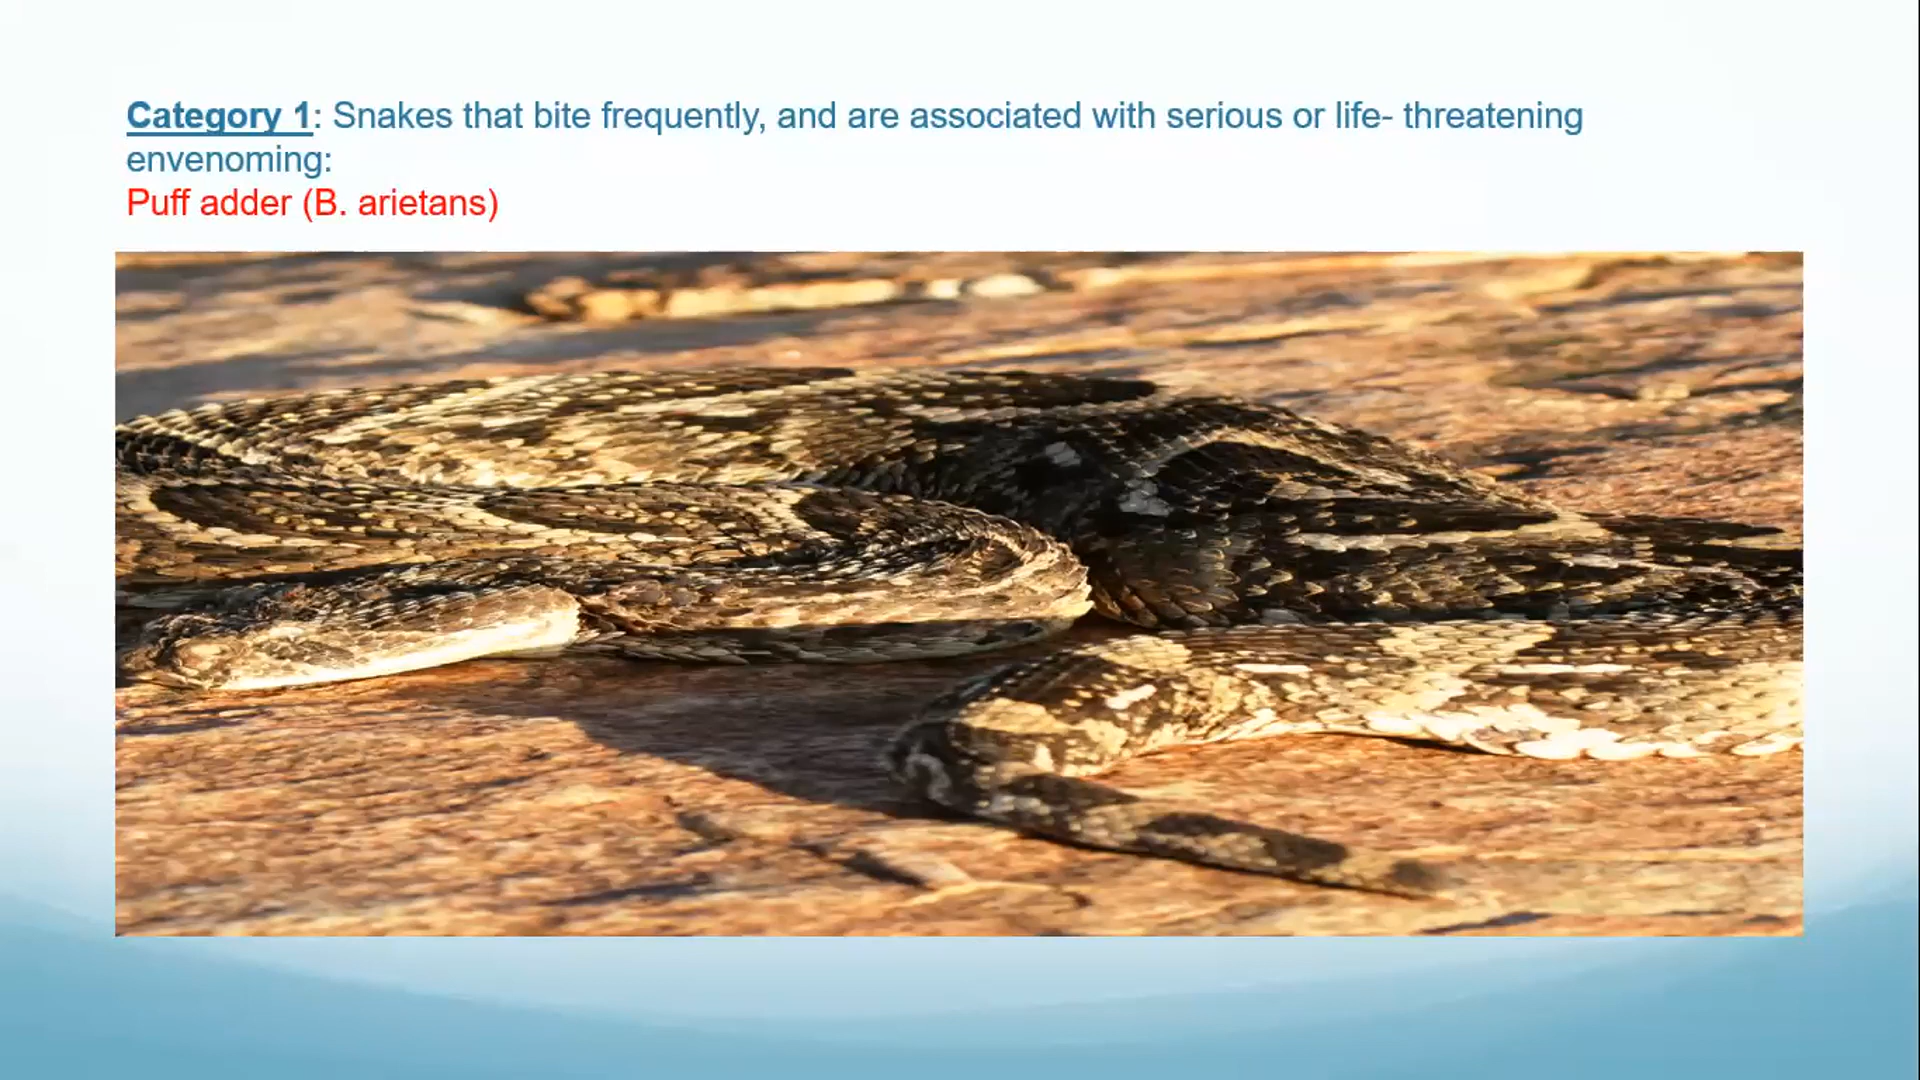 Category 1: Snakes that bite frequently, and are associated with serious or life- threatening
envenoming:
Puff adder (B. arietans)